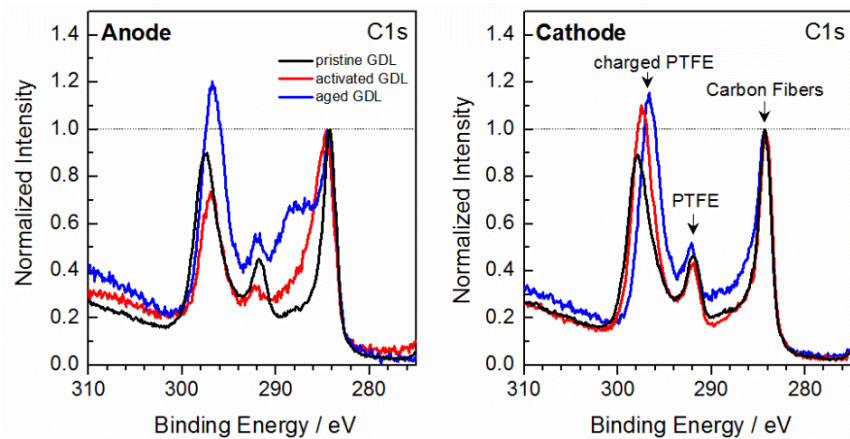 Anode
C1s
pristine GDL
activated GDL
aged GDL
1.4
1.2
1.0
0.8
0.6
0.4
0.2
0.0
310
300
290
280
Normalized Intensity
Binding Energy / eV
Cathode
C1s
charged PTFE
Carbon Fibers
PTFE
1.4
1.2
1.0
0.8
0.6
0.4
0.2
0.0
310
300
290
280
Normalized Intensity
Binding Energy / eV